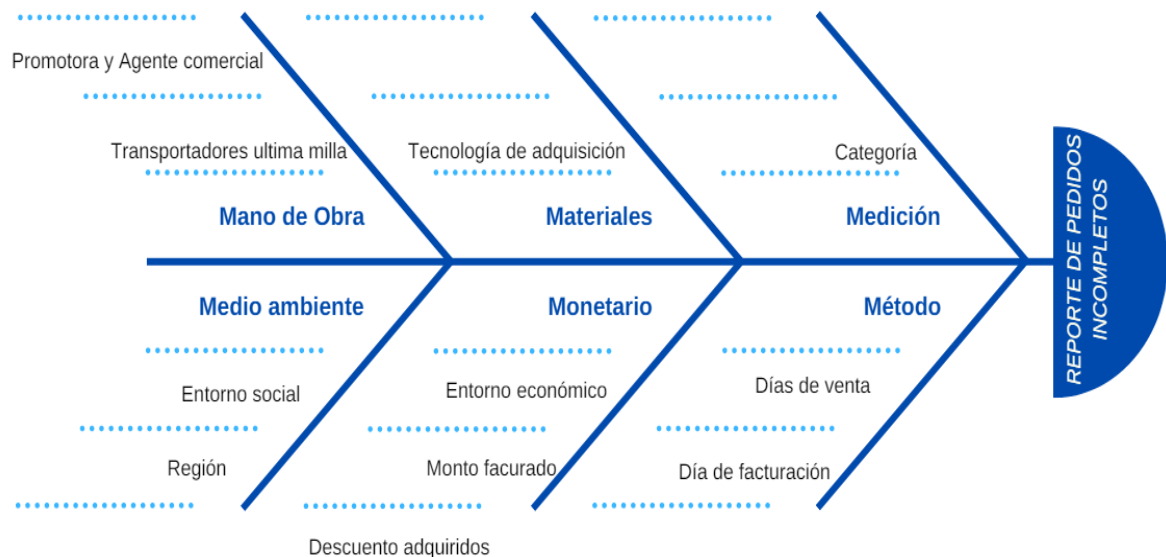 Promotora y Agente comercial
Transportadores ultima milla
Mano de Obra
Tecnología de adquisición
Materiales
Categoría
Medición
REPORTE DE PEDIDOS
INCOMPLETOS
Medio ambiente
Entorno social
Región
Monetario
Entorno económico
Monto facurado
Descuento adquiridos
Método
Días de venta
Día de facturación